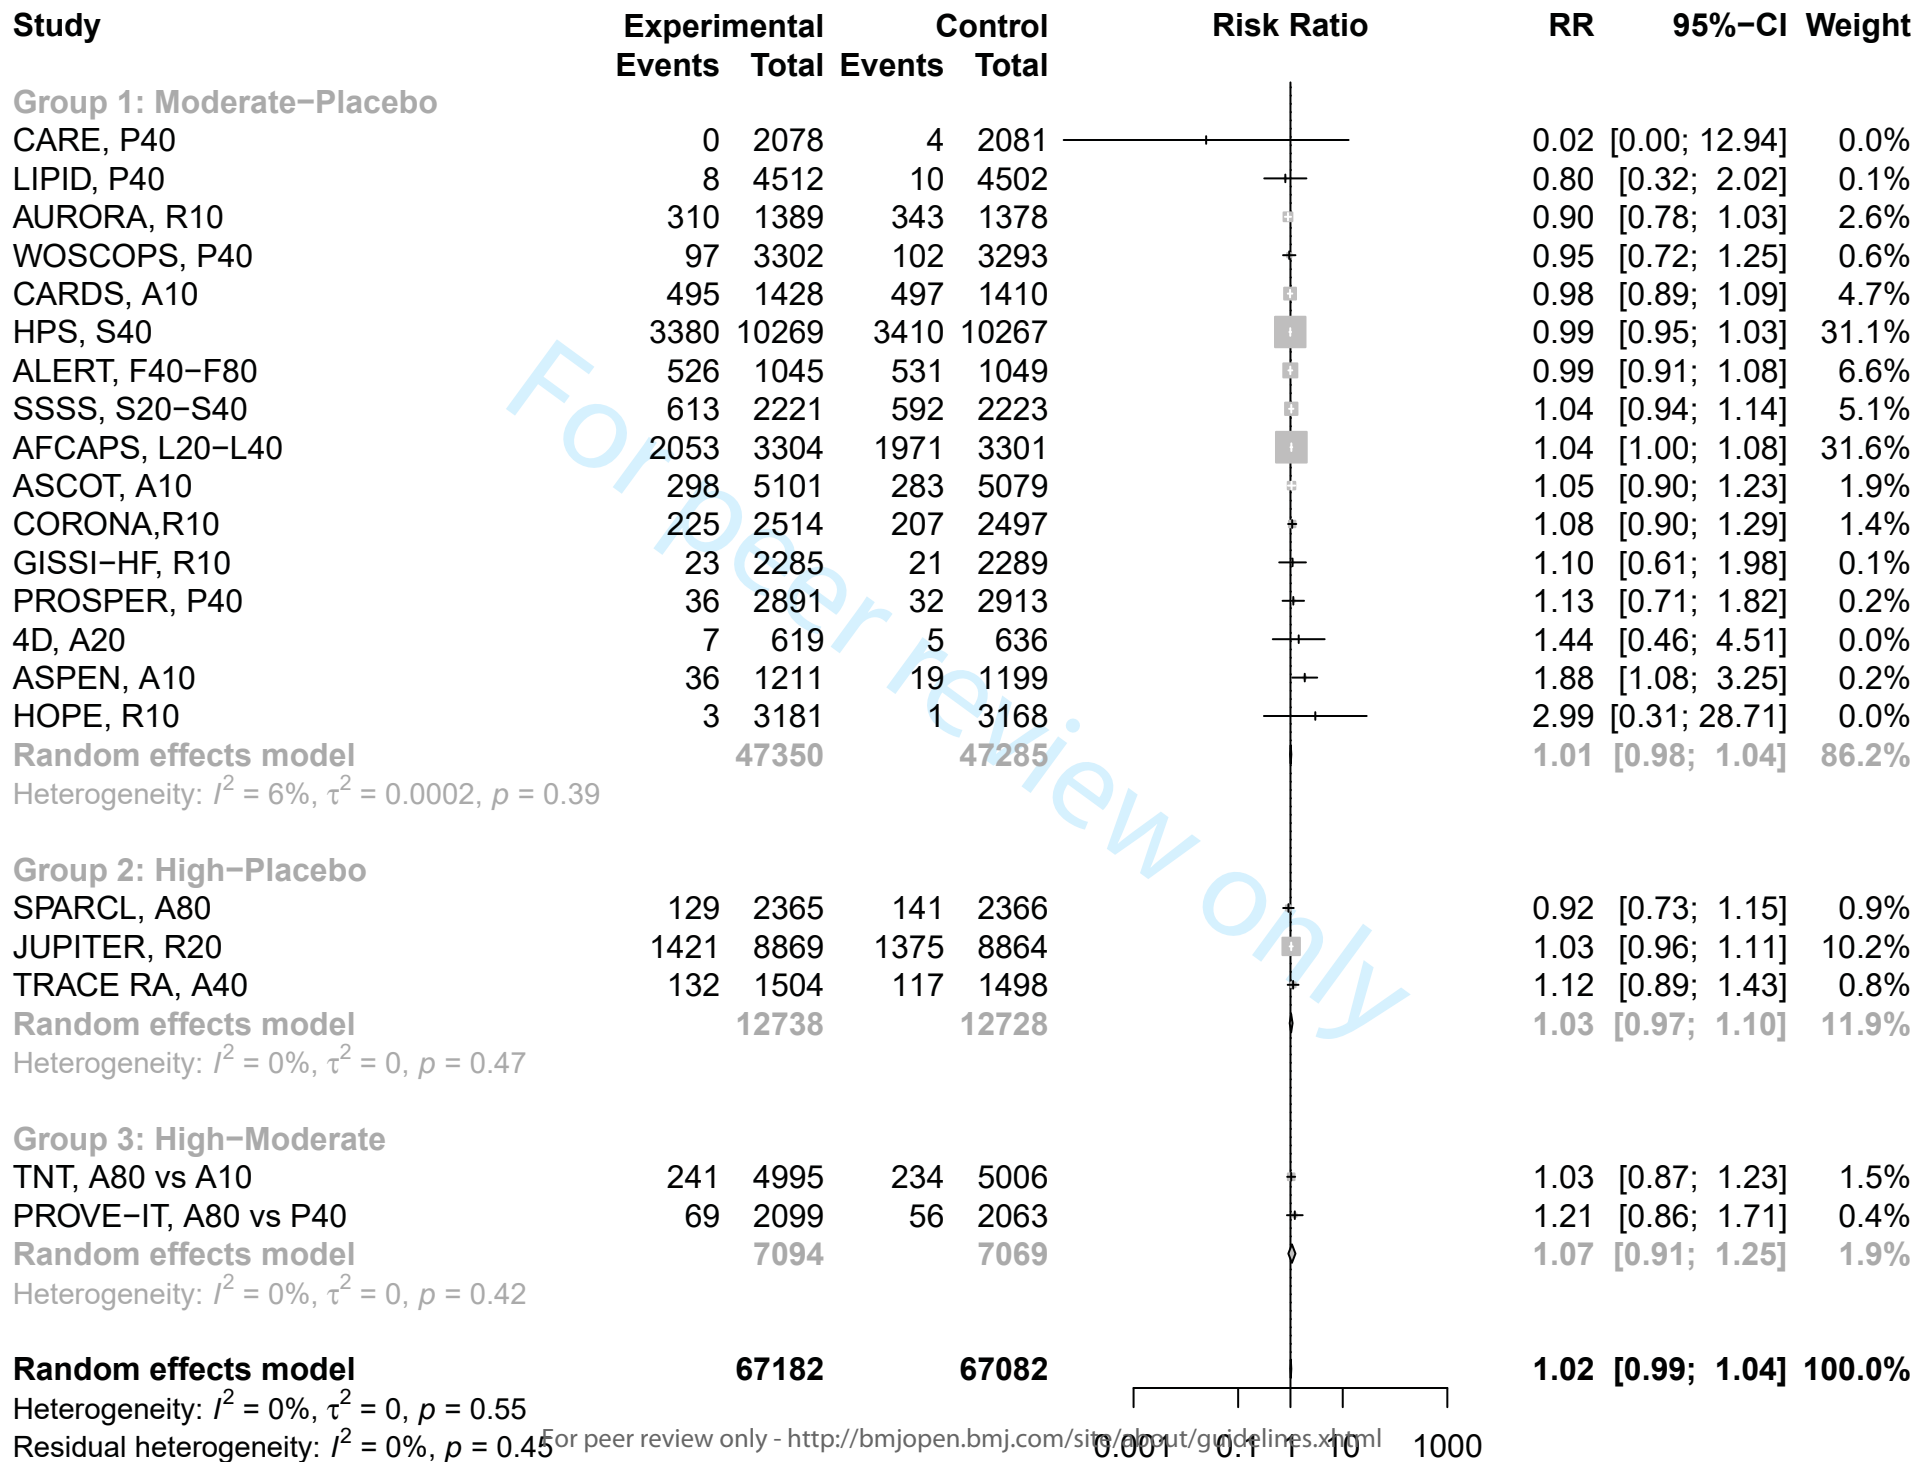 Study Experimental Control Risk Ratio RR 95%−CI Weight
Events Total Events Total
Group 1: Moderate−Placebo
CARE, P40 0 2078 4 2081 0.02 [0.00; 12.94] 0.0%
LIPID, P40 8 4512 10 4502 0.80 [0.32; 2.02] 0.1%
AURORA, R10 310 1389 343 1378 0.90 [0.78; 1.03] 2.6%
WOSCOPS, P40 97 3302 102 3293 0.95 [0.72; 1.25] 0.6%
CARDS, A10 495 1428 497 1410 0.98 [0.89; 1.09] 4.7%
HPS, S40 3380 10269 3410 10267 0.99 [0.95; 1.03] 31.1%
ALERT, F40−F80 526 1045 531 1049 0.99 [0.91; 1.08] 6.6%
SSSS, S20−S40 613 2221 592 2223 1.04 [0.94; 1.14] 5.1%
AFCAPS, L20−L40 2053 3304 1971 3301 1.04 [1.00; 1.08] 31.6%
ASCOT, A10 298 5101 283 5079 1.05 [0.90; 1.23] 1.9%
CORONA,R10 225 2514 207 2497 1.08 [0.90; 1.29] 1.4%
GISSI−HF, R10 23 2285 21 2289 1.10 [0.61; 1.98] 0.1%
PROSPER, P40 36 2891 32 2913 1.13 [0.71; 1.82] 0.2%
4D, A20 7 619 5 636 1.44 [0.46; 4.51] 0.0%
ASPEN, A10 36 1211 19 1199 1.88 [1.08; 3.25] 0.2%
HOPE, R10 3 3181 1 3168 2.99 [0.31; 28.71] 0.0%
Random effects model 47350 47285 1.01 [0.98; 1.04] 86.2%
Heterogeneity: I² = 6%, τ² = 0.0002, p = 0.39
Group 2: High−Placebo
SPARCL, A80 129 2365 141 2366 0.92 [0.73; 1.15] 0.9%
JUPITER, R20 1421 8869 1375 8864 1.03 [0.96; 1.11] 10.2%
TRACE RA, A40 132 1504 117 1498 1.12 [0.89; 1.43] 0.8%
Random effects model 12738 12728 1.03 [0.97; 1.10] 11.9%
Heterogeneity: I² = 0%, τ² = 0, p = 0.47
Group 3: High−Moderate
TNT, A80 vs A10 241 4995 234 5006 1.03 [0.87; 1.23] 1.5%
PROVE−IT, A80 vs P40 69 2099 56 2063 1.21 [0.86; 1.71] 0.4%
Random effects model 7094 7069 1.07 [0.91; 1.25] 1.9%
Heterogeneity: I² = 0%, τ² = 0, p = 0.42
Random effects model 67182 67082 1.02 [0.99; 1.04] 100.0%
Heterogeneity: I² = 0%, τ² = 0, p = 0.55
Residual heterogeneity: I² = 0%, p = 0.45
0.001 0.1 1 10 1000
For peer review only - http://bmjopen.bmj.com/site/about/guidelines.xhtml
For peer review only